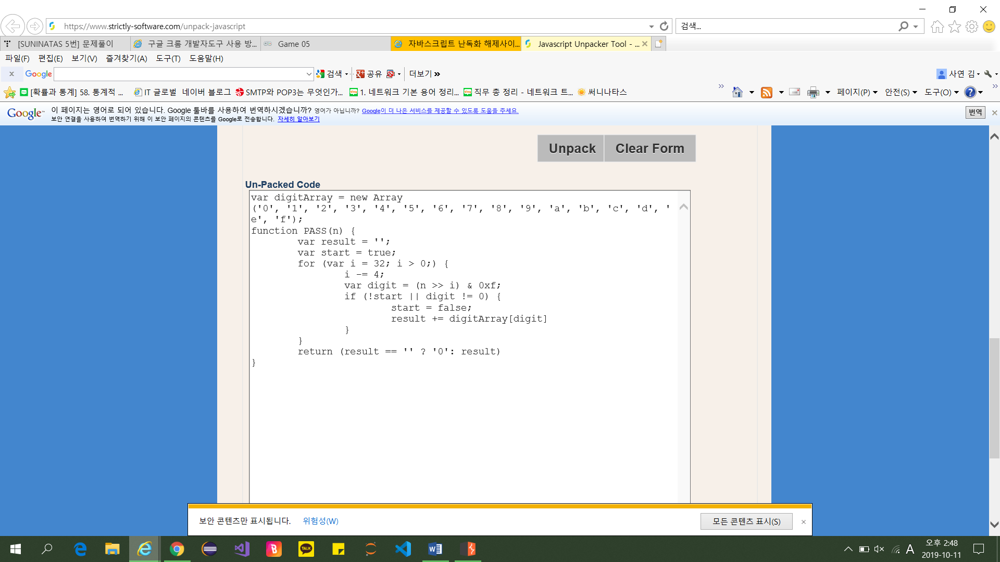 https://www.strictly-software.com/unpack-javascript
검색...
[SUNINATAS 5번] 문제풀이
구글 크롬 개발자도구 사용 방...
Game 05
자바스크립트 난독화 해제사이...
Javascript Unpacker Tool - ...
파일(F) 편집(E) 보기(V) 즐겨찾기(A) 도구(T) 도움말(H)
x Google 검색 공유 더보기 » 사연 김
[확률과 통계] 58. 통계적 ... IT 글로벌 네이버 블로그 SMTP와 POP3는 무엇인가... 1. 네트워크 기본 용어 정리... 직무 총 정리 - 네트워크 트... 써니나타스 » 페이지(P) 안전(S) 도구(O) »
Google™ 이 페이지는 영어로 되어 있습니다. Google 툴바를 사용하여 번역하시겠습니까? 영어가 아닙니까? Google이 더 나은 서비스를 제공할 수 있도록 도움을 주세요. 번역
보안 연결을 사용하여 번역하기 위해 이 보안 페이지의 콘텐츠를 Google로 전송합니다. 자세히 알아보기
Unpack Clear Form
Un-Packed Code
var digitArray = new Array
('0', '1', '2', '3', '4', '5', '6', '7', '8', '9', 'a', 'b', 'c', 'd', '
e', 'f');
function PASS(n) {
var result = '';
var start = true;
for (var i = 32; i > 0;) {
i -= 4;
var digit = (n >> i) & 0xf;
if (!start || digit != 0) {
start = false;
result += digitArray[digit]
}
}
return (result == '' ? '0': result)
}
보안 콘텐츠만 표시됩니다. 위험성(W) 모든 콘텐츠 표시(S)
TALK
A
오후 2:48
2019-10-11